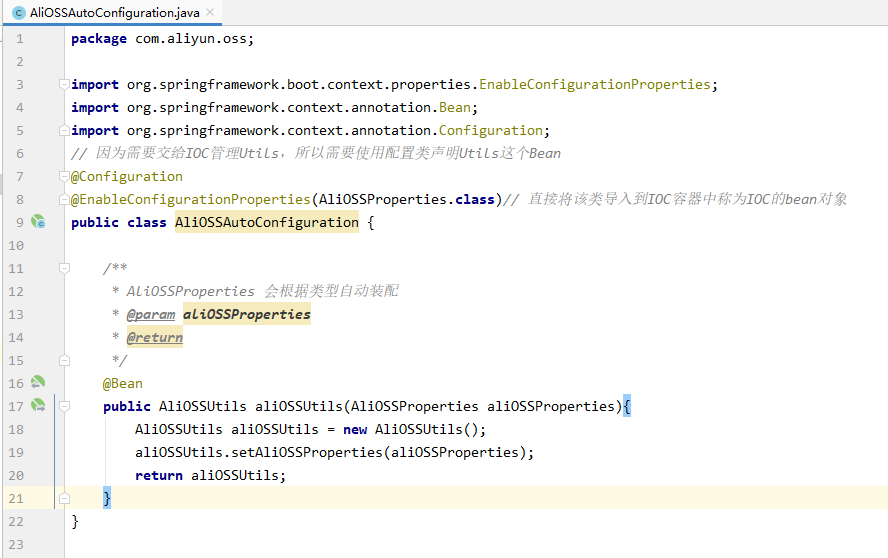 AliOSSAutoConfiguration.java
1 package com.aliyun.oss;
2
3 import org.springframework.boot.context.properties.EnableConfigurationProperties;
4 import org.springframework.context.annotation.Bean;
5 import org.springframework.context.annotation.Configuration;
6 // 因为需要交给IOC管理Utils，所以需要使用配置类声明Utils这个Bean
7 @Configuration
8 @EnableConfigurationProperties(AliOSSProperties.class)// 直接将该类导入到IOC容器中称为IOC的bean对象
9 public class AliOSSAutoConfiguration {
10
11 /**
12 * AliOSSProperties 会根据类型自动装配
13 * @param aliOSSProperties
14 * @return
15 */
16 @Bean
17 public AliOSSUtils aliOSSUtils(AliOSSProperties aliOSSProperties){
18 AliOSSUtils aliOSSUtils = new AliOSSUtils();
19 aliOSSUtils.setAliOSSProperties(aliOSSProperties);
20 return aliOSSUtils;
21 }
22 }
23